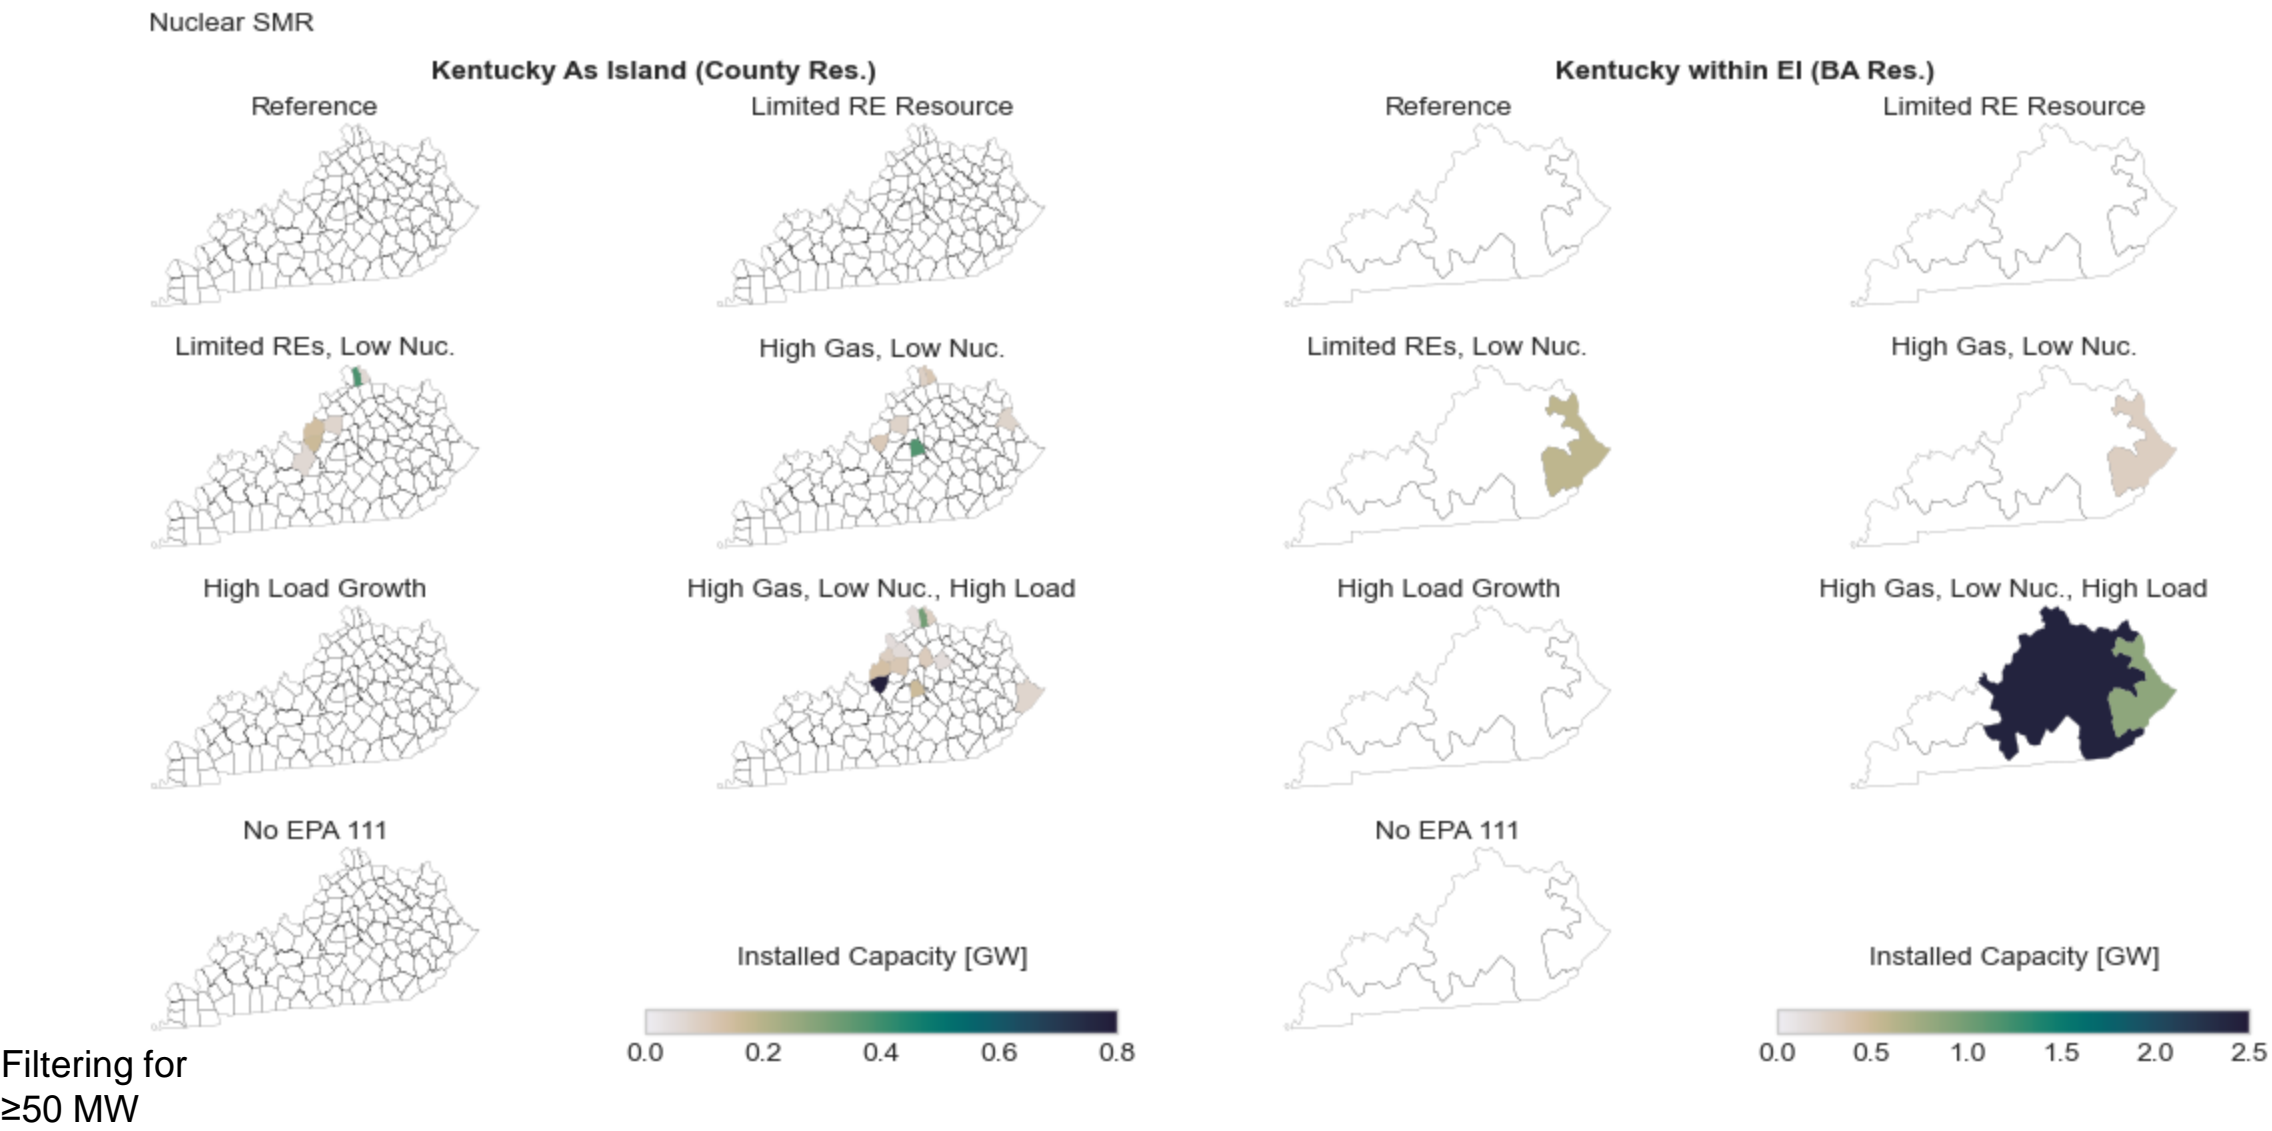 Nuclear SMR
Kentucky As Island (County Res.)
Kentucky within EI (BA Res.)
Reference
Limited RE Resource
Reference
Limited RE Resource
Limited REs, Low Nuc.
High Gas, Low Nuc.
Limited REs, Low Nuc.
High Gas, Low Nuc.
High Load Growth
High Gas, Low Nuc., High Load
High Load Growth
High Gas, Low Nuc., High Load
No EPA 111
No EPA 111
Installed Capacity [GW]
Installed Capacity [GW]
0.0 0.2 0.4 0.6 0.8
0.0 0.5 1.0 1.5 2.0 2.5
Filtering for
≥50 MW